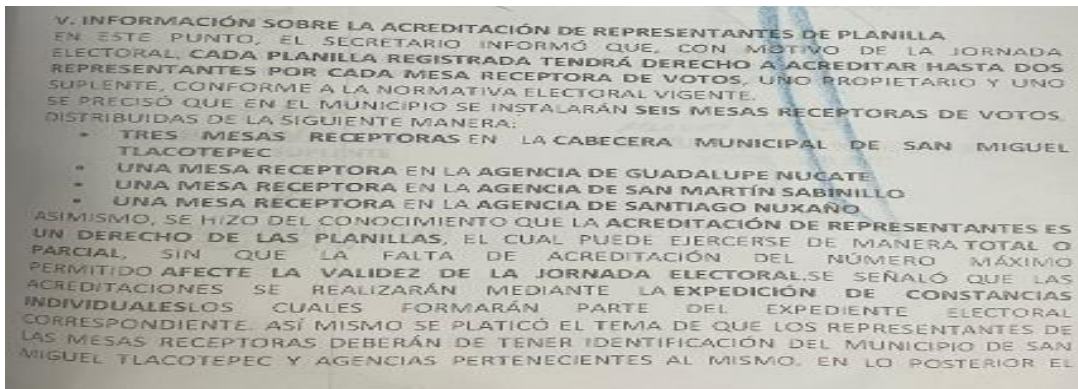 V. INFORMACIÓN SOBRE LA ACREDITACIÓN DE REPRESENTANTES DE PLANILLA
EN ESTE PUNTO, EL SECRETARIO INFORMÓ QUE, CON MOTIVO DE LA JORNADA
ELECTORAL, CADA PLANILLA REGISTRADA TENDRÁ DERECHO A ACREDITAR HASTA DOS
REPRESENTANTES POR CADA MESA RECEPTORA DE VOTOS, UNO PROPIETARIO Y UNO
SUPLENTE, CONFORME A LA NORMATIVA ELECTORAL VIGENTE.
SE PRECISÓ QUE EN EL MUNICIPIO SE INSTALARÁN SEIS MESAS RECEPTORAS DE VOTOS,
DISTRIBUIDAS DE LA SIGUIENTE MANERA:
• TRES MESAS RECEPTORAS EN LA CABECERA MUNICIPAL DE SAN MIGUEL
TLACOTEPEC
• UNA MESA RECEPTORA EN LA AGENCIA DE GUADALUPE NUCATE
• UNA MESA RECEPTORA EN LA AGENCIA DE SAN MARTÍN SABINILLO
• UNA MESA RECEPTORA EN LA AGENCIA DE SANTIAGO NUXAÑO
ASIMISMO, SE HIZO DEL CONOCIMIENTO QUE LA ACREDITACIÓN DE REPRESENTANTES ES
UN DERECHO DE LAS PLANILLAS, EL CUAL PUEDE EJERCERSE DE MANERA TOTAL O
PARCIAL, SIN QUE LA FALTA DE ACREDITACIÓN DEL NÚMERO MÁXIMO
PERMITIDO AFECTE LA VALIDEZ DE LA JORNADA ELECTORAL.SE SEÑALÓ QUE LAS
ACREDITACIONES SE REALIZARÁN MEDIANTE LA EXPEDICIÓN DE CONSTANCIAS
INDIVIDUALESLOS CUALES FORMARÁN PARTE DEL EXPEDIENTE ELECTORAL
CORRESPONDIENTE. ASÍ MISMO SE PLATICÓ EL TEMA DE QUE LOS REPRESENTANTES DE
LAS MESAS RECEPTORAS DEBERÁN DE TENER IDENTIFICACIÓN DEL MUNICIPIO DE SAN
MIGUEL TLACOTEPEC Y AGENCIAS PERTENECIENTES AL MISMO. EN LO POSTERIOR EL